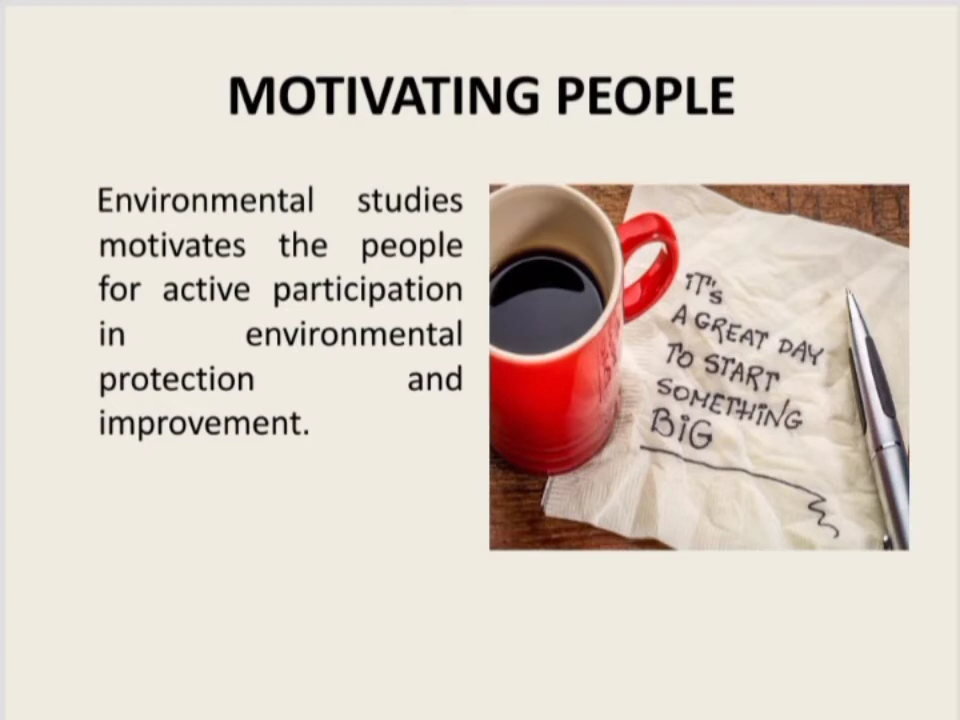 MOTIVATING PEOPLE
Environmental studies
motivates the people
for active participation
in environmental
protection and
improvement.
iT's
A GREAT DAY
TO START
SOMETHiNG
BiG